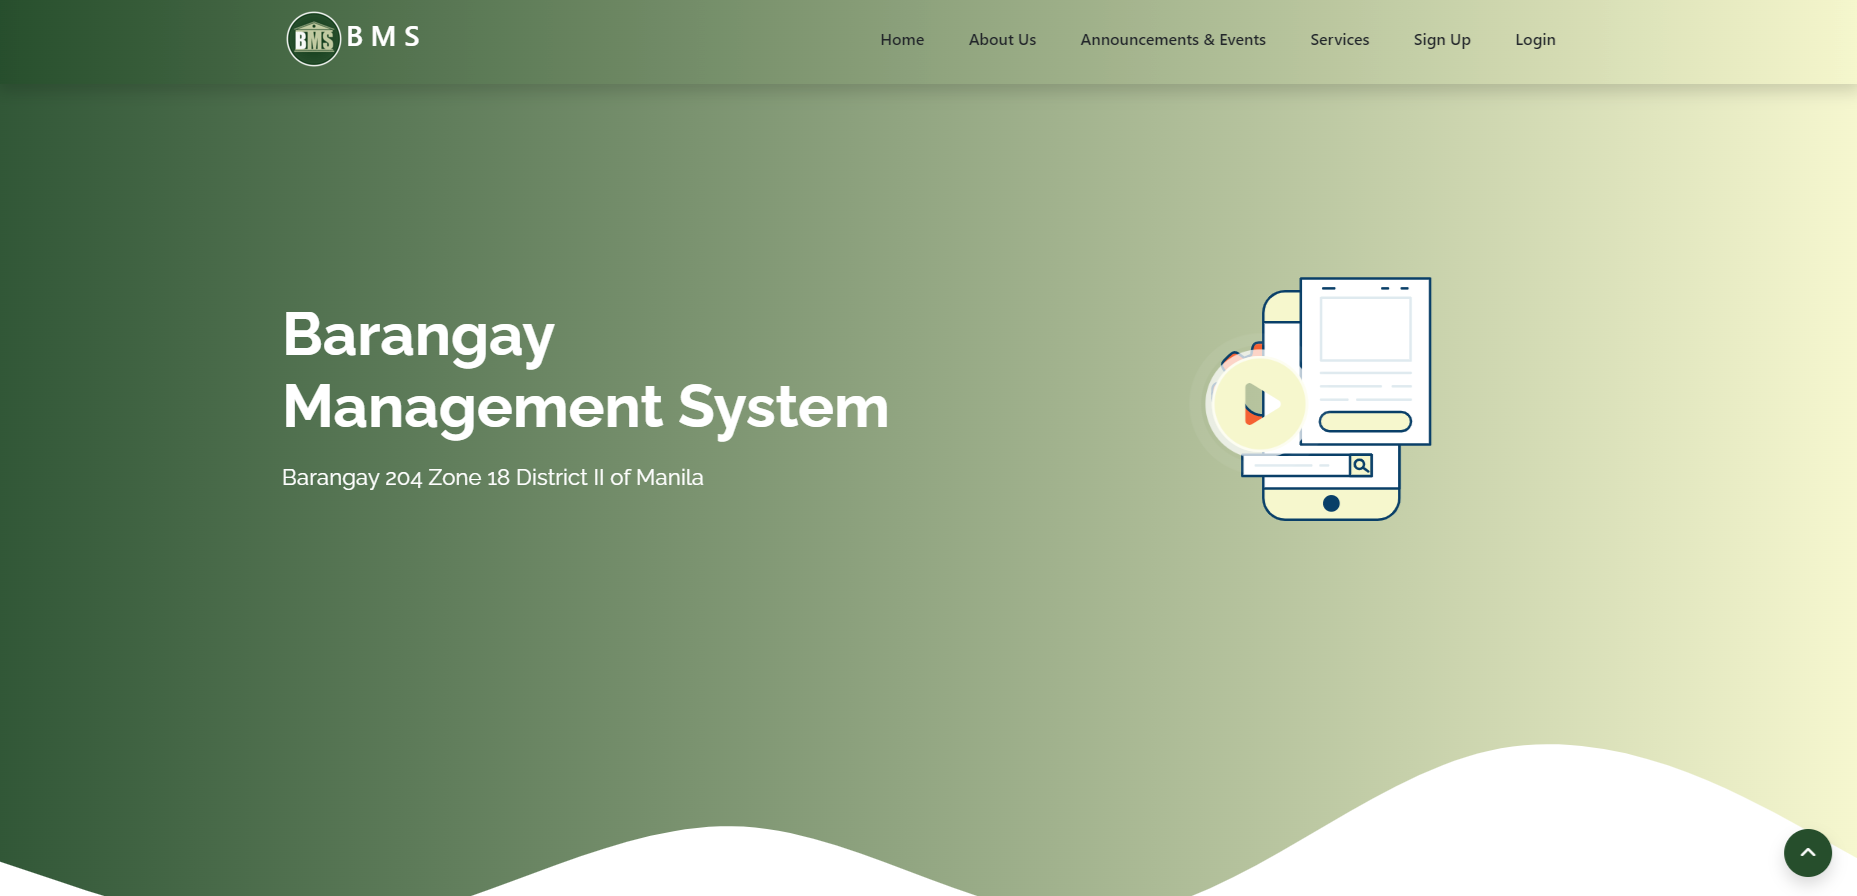 BMS
B M S
Home
About Us
Announcements & Events
Services
Sign Up
Login
Barangay
Management System
Barangay 204 Zone 18 District II of Manila